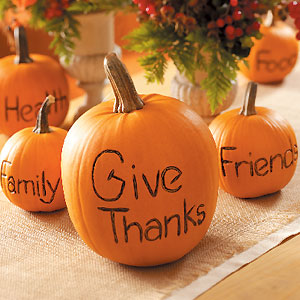 Health
Food
Family
Give
Thanks
Friends